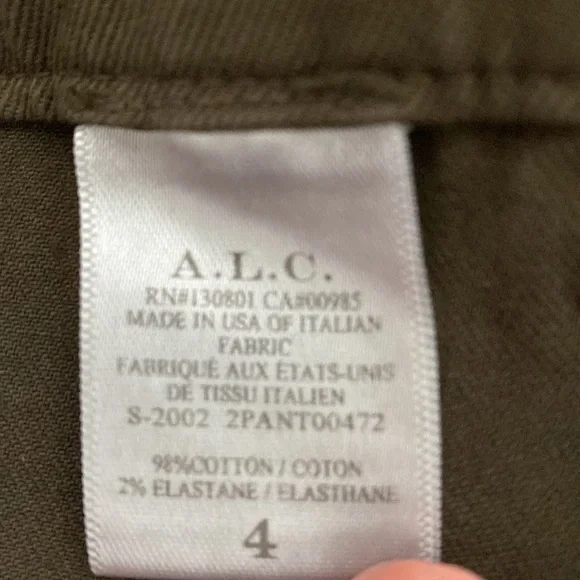 A.L.C.
RN#130801 CA#00985
MADE IN USA OF ITALIAN
FABRIC
FABRIQUÉ AUX ÉTATS-UNIS
DE TISSU ITALIEN
S-2002 2PANT00472
98%COTTON / COTON
2% ELASTANE / ELASTHANE
4